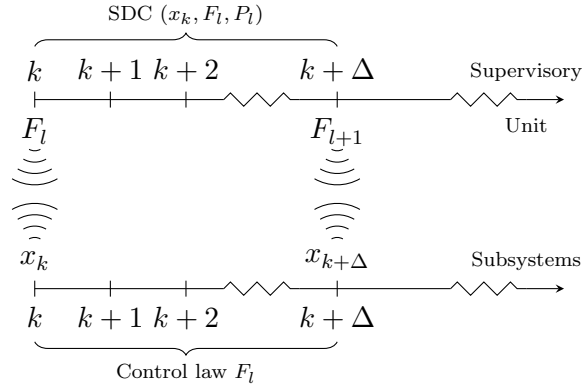 SDC (x_k, F_l, P_l)
k k + 1 k + 2 k + Δ Supervisory
F_l F_{l+1} Unit
x_k x_{k+Δ} Subsystems
k k + 1 k + 2 k + Δ
Control law F_l